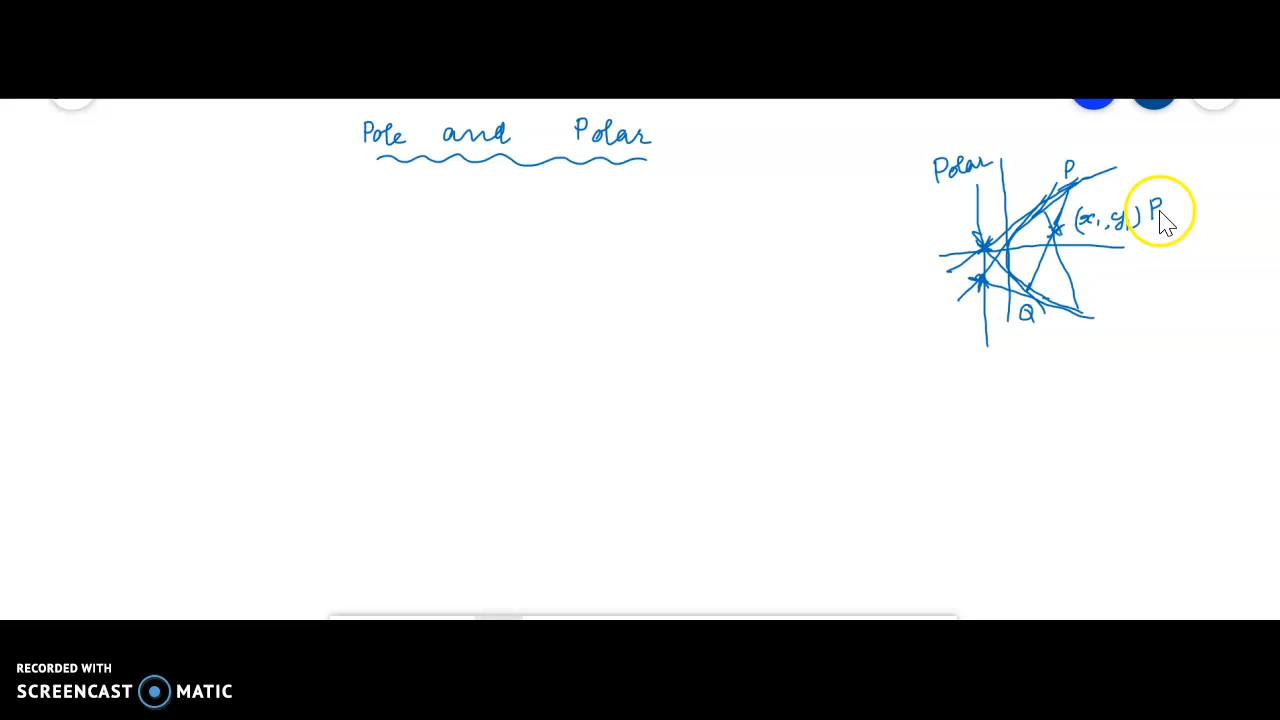 Pole and Polar
Polar
P
(x₁, y₁) P
Q
RECORDED WITH
SCREENCAST MATIC